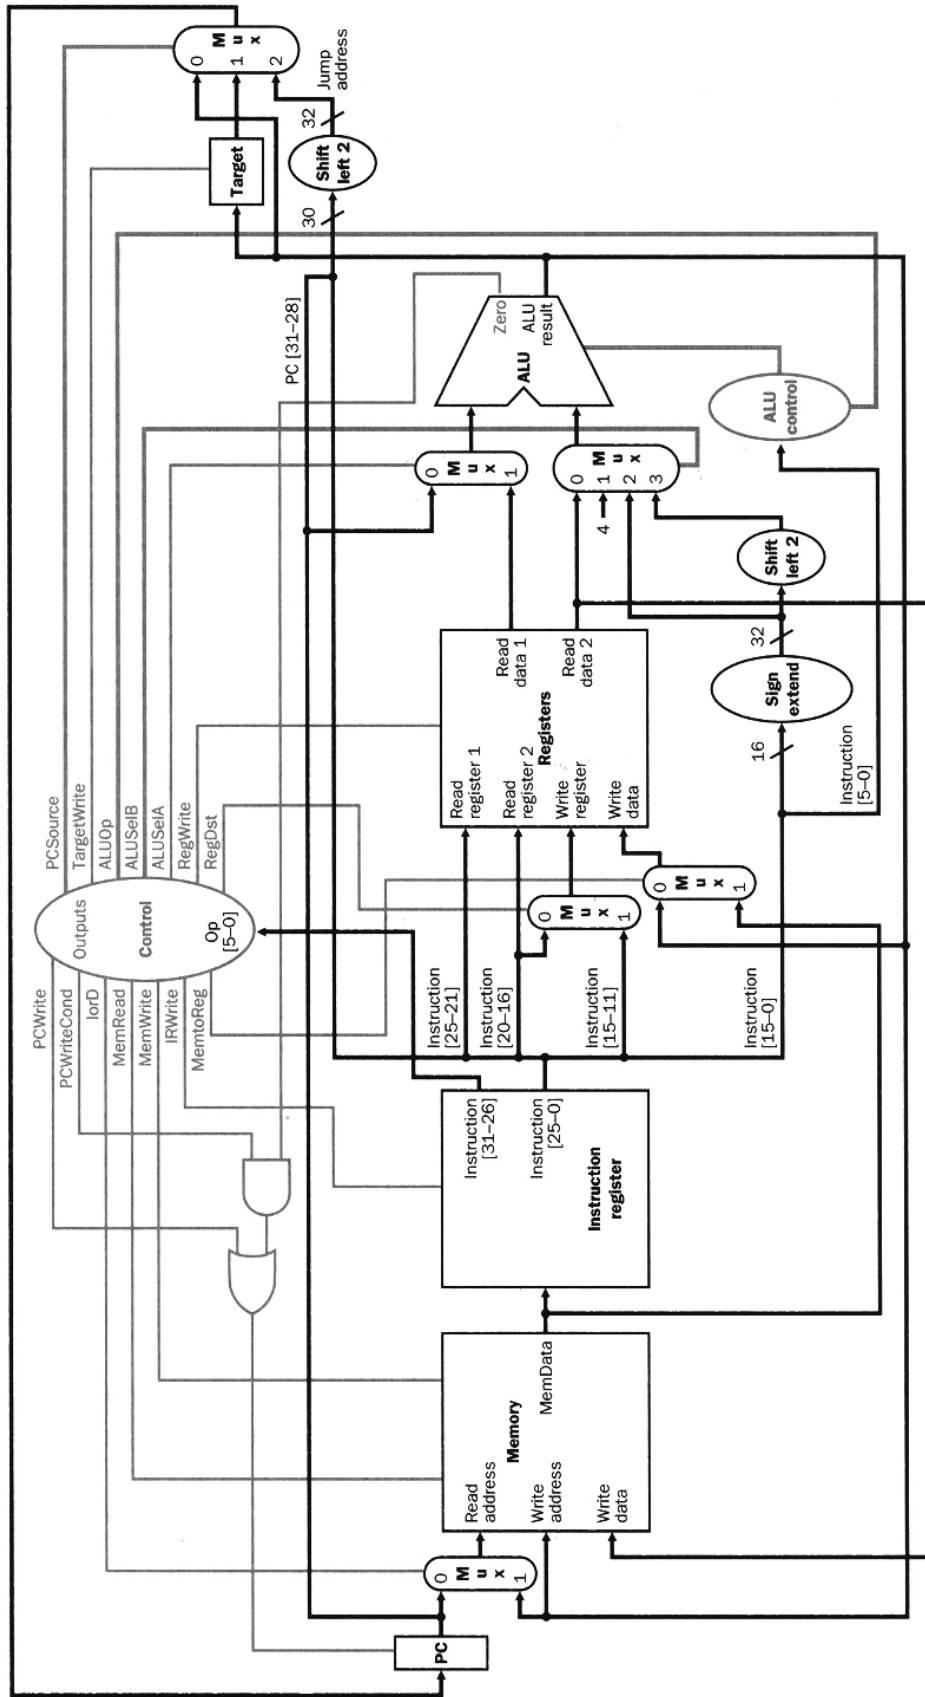 PCWrite
PCWriteCond
IorD
MemRead
MemWrite
IRWrite
MemtoReg
Outputs
Control
Op
[5–0]
PCSource
TargetWrite
ALUOp
ALUSelB
ALUSelA
RegWrite
RegDst
PC
0
M
u
x
1
Read
address
Memory
Write
address
MemData
Write
data
Instruction
[31–26]
Instruction
[25–0]
Instruction
register
Instruction
[25–21]
Instruction
[20–16]
Instruction
[15–11]
Instruction
[15–0]
0
M
u
x
1
0
M
u
x
1
Read
register 1
Read
register 2
Registers
Write
register
Write
data
Read
data 1
Read
data 2
16
Sign
extend
32
Instruction
[5–0]
Shift
left 2
4
0
M
u
x
1
0
1
M
u
2
x
3
PC [31–28]
Zero
ALU
ALU
result
ALU
control
30
Shift
left 2
32
Jump
address
Target
0
M
1
u
x
2